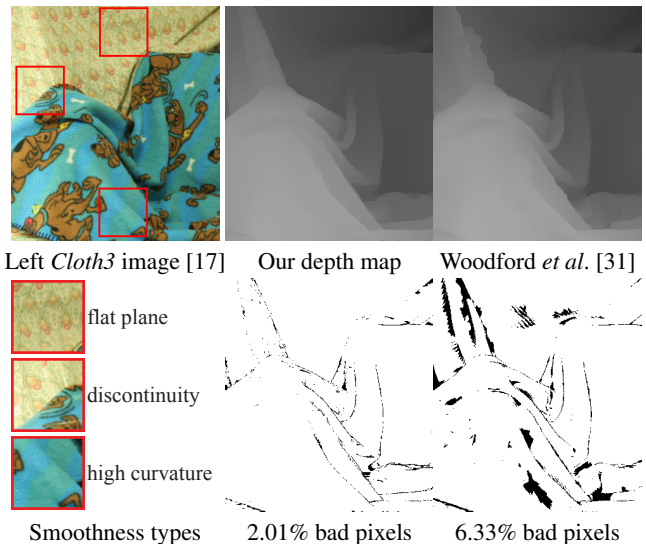 Left Cloth3 image [17]
Our depth map
Woodford et al. [31]
flat plane
discontinuity
high curvature
Smoothness types
2.01% bad pixels
6.33% bad pixels